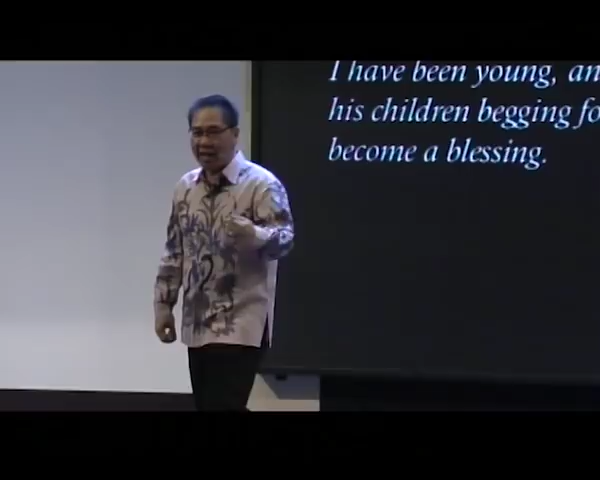 I have been young, an
his children begging fo
become a blessing.